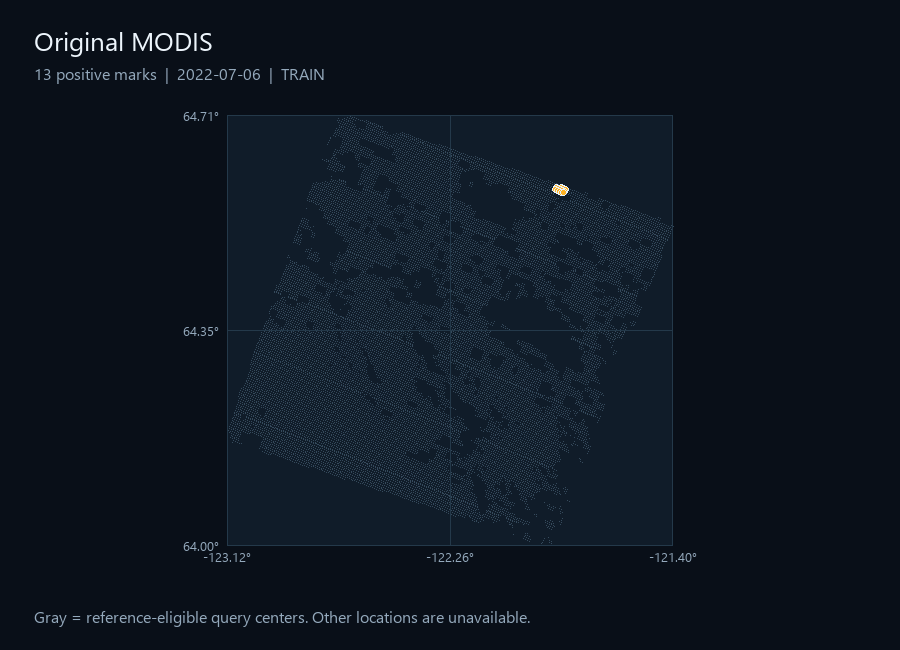 Original MODIS
13 positive marks | 2022-07-06 | TRAIN
64.71°
64.35°
64.00°
-123.12° -122.26° -121.40°
Gray = reference-eligible query centers. Other locations are unavailable.